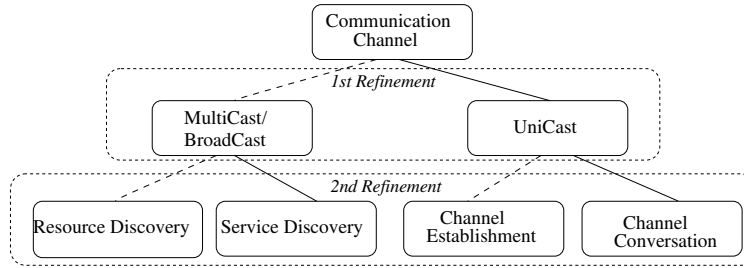 Communication
Channel
1st Refinement
MultiCast/
BroadCast
UniCast
2nd Refinement
Resource Discovery
Service Discovery
Channel
Establishment
Channel
Conversation